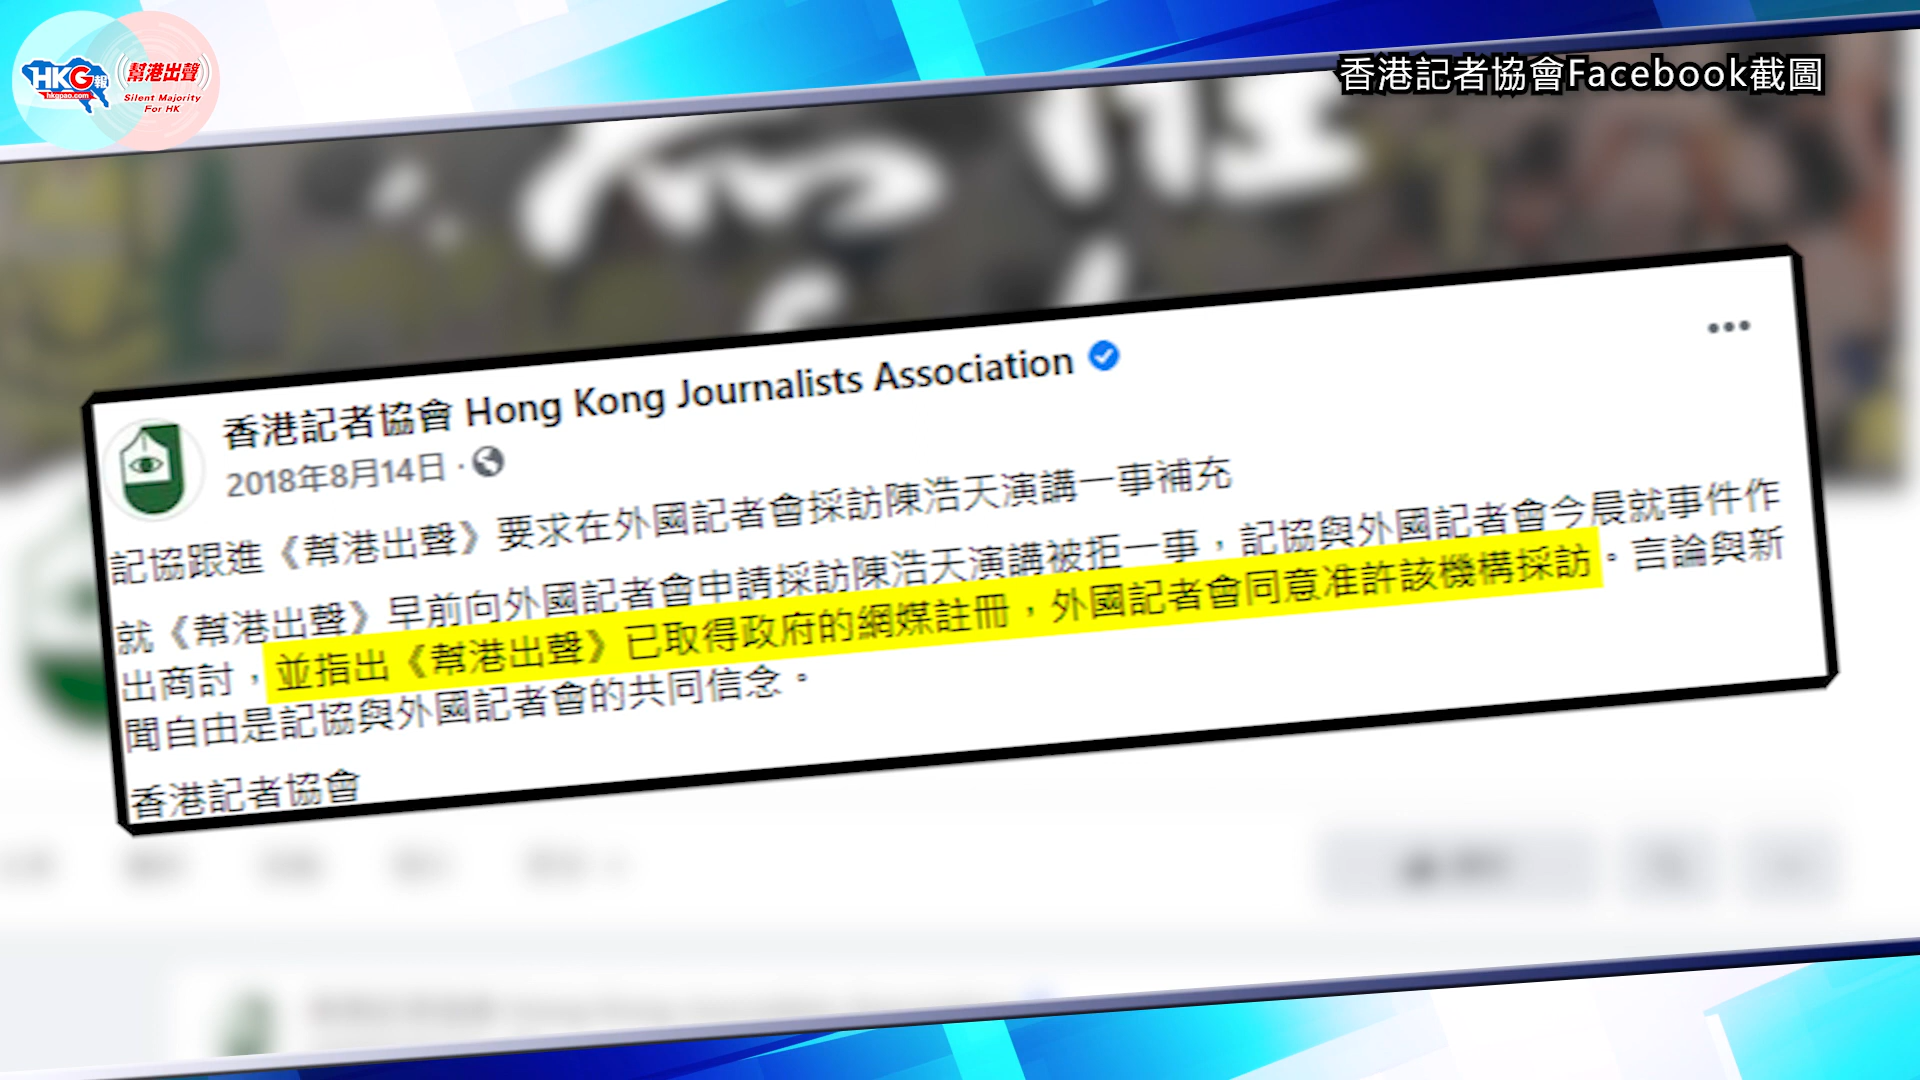 HKG報
hkgpao.com
幫港出聲
Silent Majority
For HK
香港記者協會Facebook截圖
香港記者協會 Hong Kong Journalists Association
2018年8月14日
記協跟進《幫港出聲》要求在外國記者會採訪陳浩天演講一事補充
就《幫港出聲》早前向外國記者會申請採訪陳浩天演講被拒一事，記協與外國記者會今晨就事件作
出商討，並指出《幫港出聲》已取得政府的網媒註冊，外國記者會同意准許該機構採訪。言論與新
聞自由是記協與外國記者會的共同信念。
香港記者協會